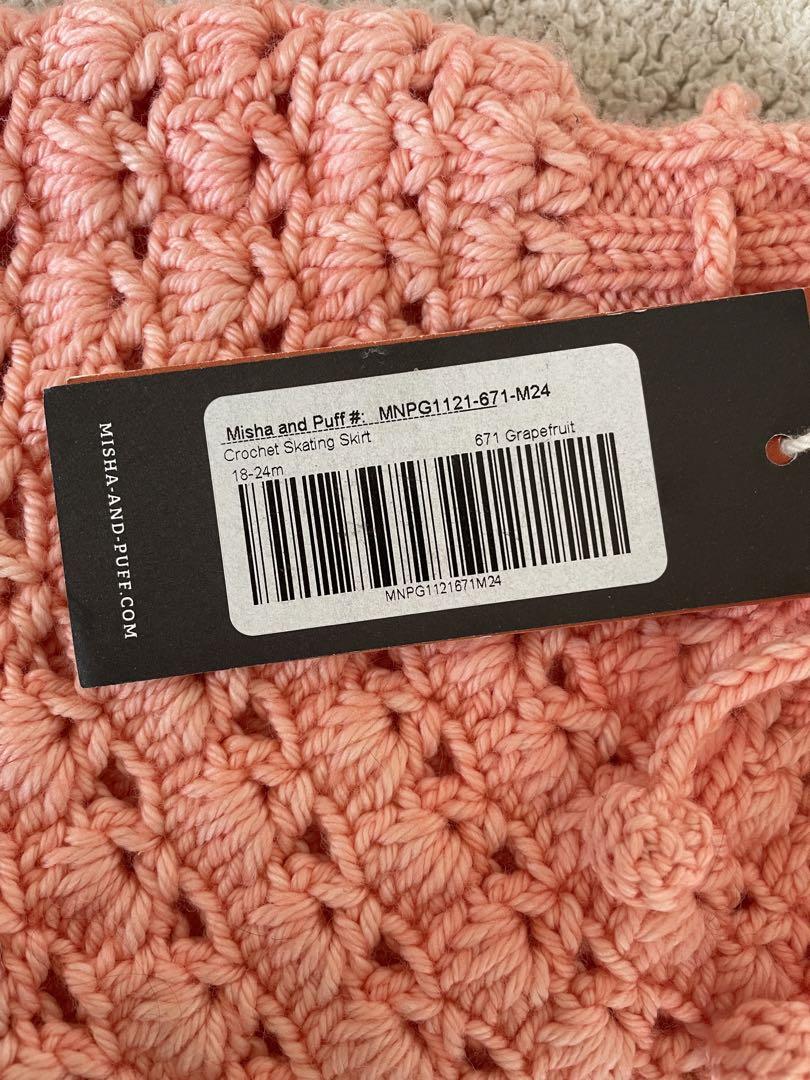 MISHA-AND-PUFF.COM
Misha and Puff #: MNPG1121-671-M24
Crochet Skating Skirt 671 Grapefruit
18-24m
MNPG1121671M24